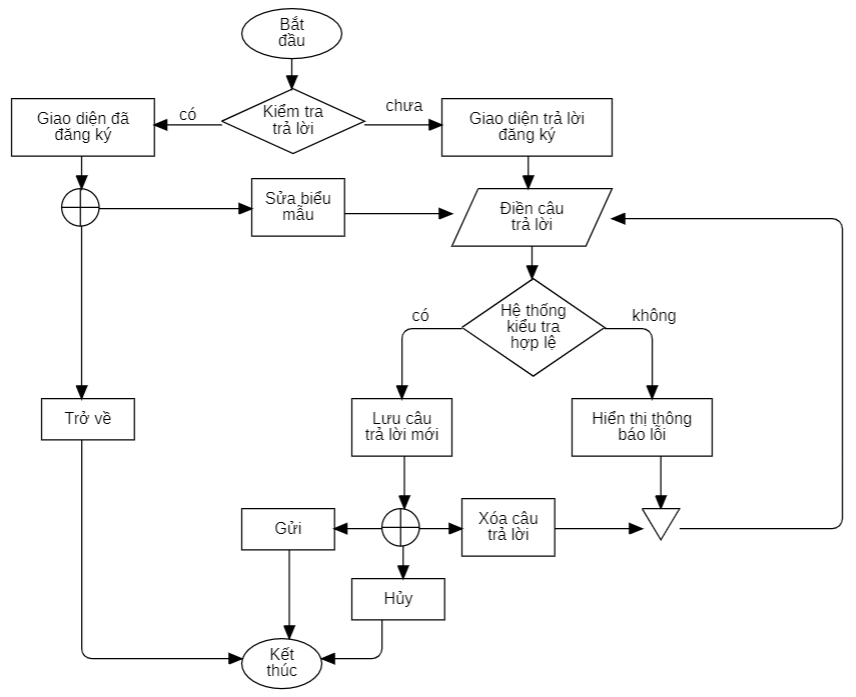 Bắt
đầu
Kiểm tra
trả lời
có
chưa
Giao diện đã
đăng ký
Giao diện trả lời
đăng ký
Sửa biểu
mẫu
Điền câu
trả lời
Hệ thống
kiểu tra
hợp lệ
có
không
Trở về
Lưu câu
trả lời mới
Hiển thị thông
báo lỗi
Gửi
Xóa câu
trả lời
Hủy
Kết
thúc